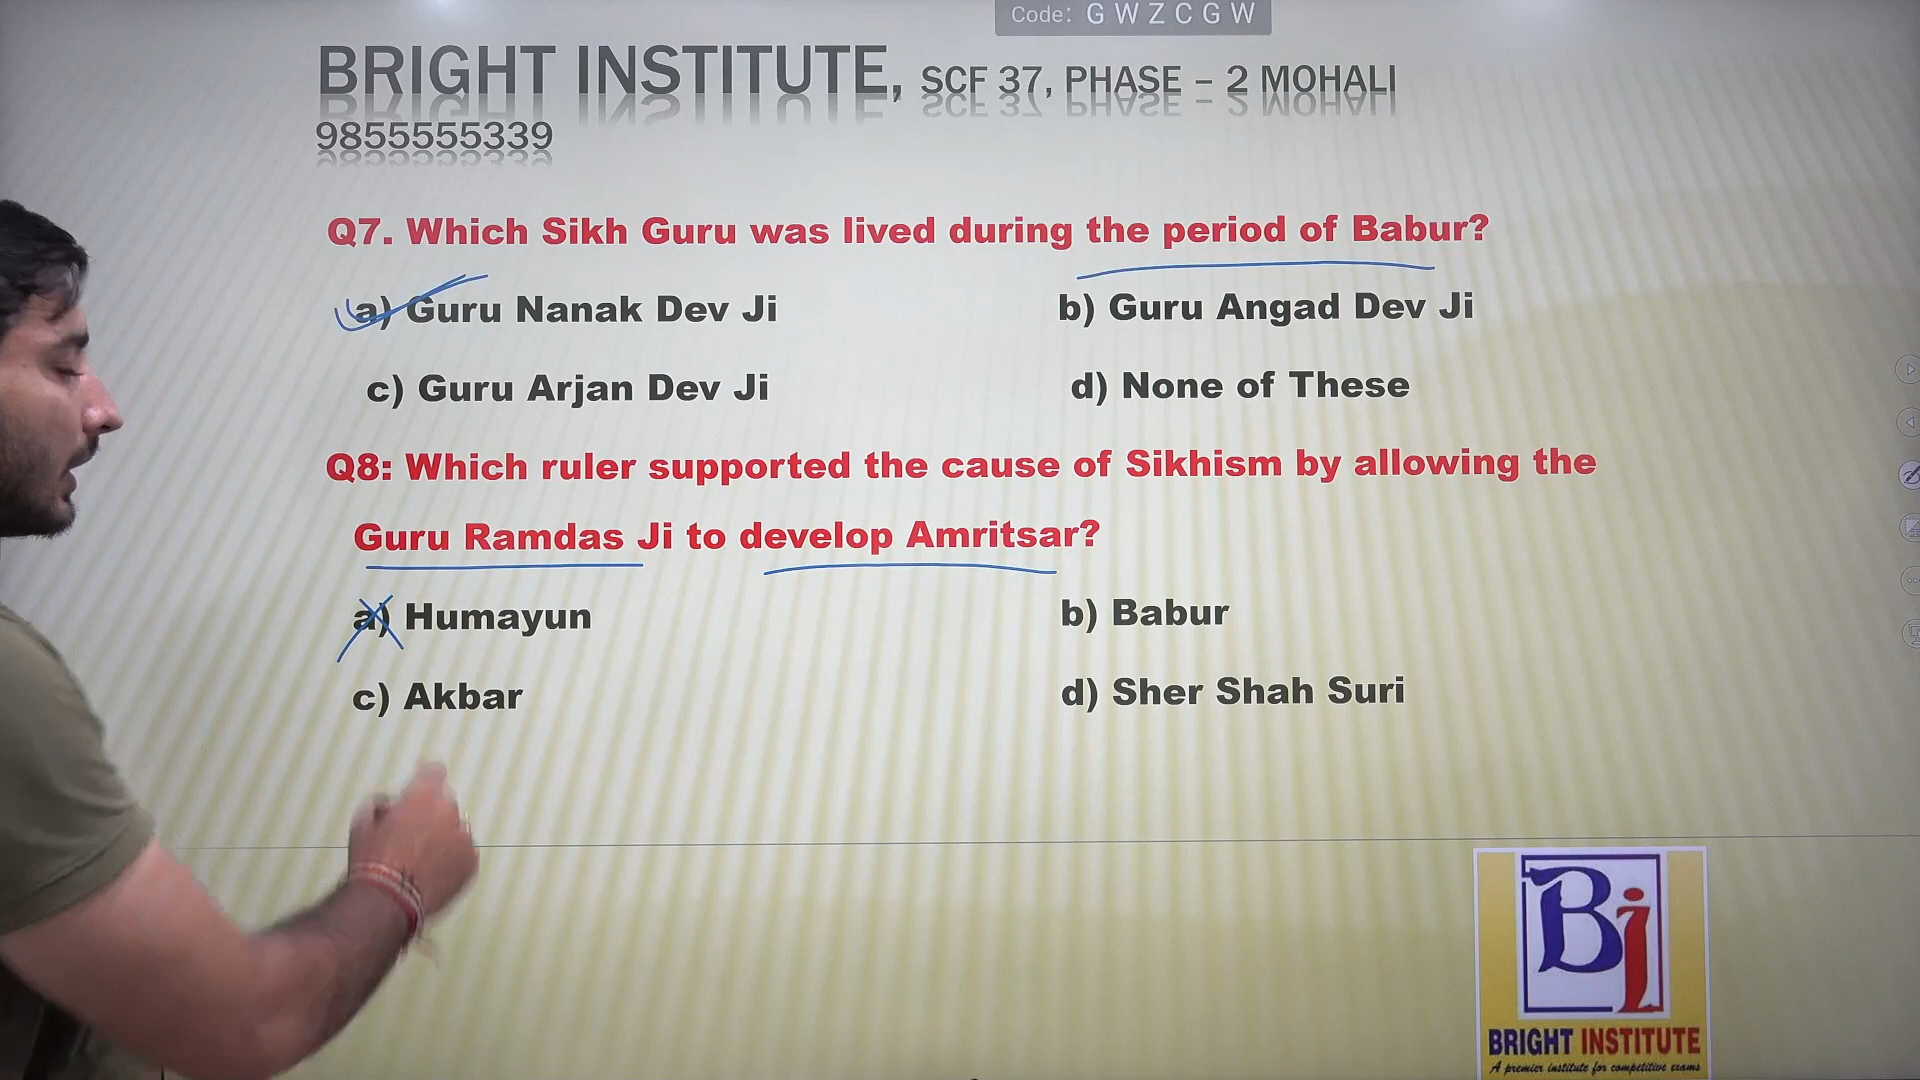 Code: G W Z C G W
BRIGHT INSTITUTE, SCF 37, PHASE – 2 MOHALI
9855555339
Q7. Which Sikh Guru was lived during the period of Babur?
a) Guru Nanak Dev Ji
b) Guru Angad Dev Ji
c) Guru Arjan Dev Ji
d) None of These
Q8: Which ruler supported the cause of Sikhism by allowing the
Guru Ramdas Ji to develop Amritsar?
a) Humayun
b) Babur
c) Akbar
d) Sher Shah Suri
Bi
BRIGHT INSTITUTE
A premier institute for competitive exams